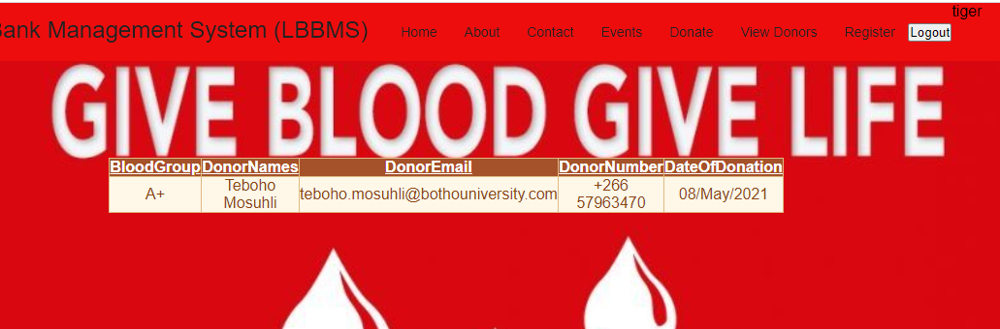 tiger
Bank Management System (LBBMS) Home About Contact Events Donate View Donors Register Logout
GIVE BLOOD GIVE LIFE
BloodGroup DonorNames DonorEmail DonorNumber DateOfDonation
A+ Teboho Mosuhli teboho.mosuhli@bothouniversity.com +266 57963470 08/May/2021